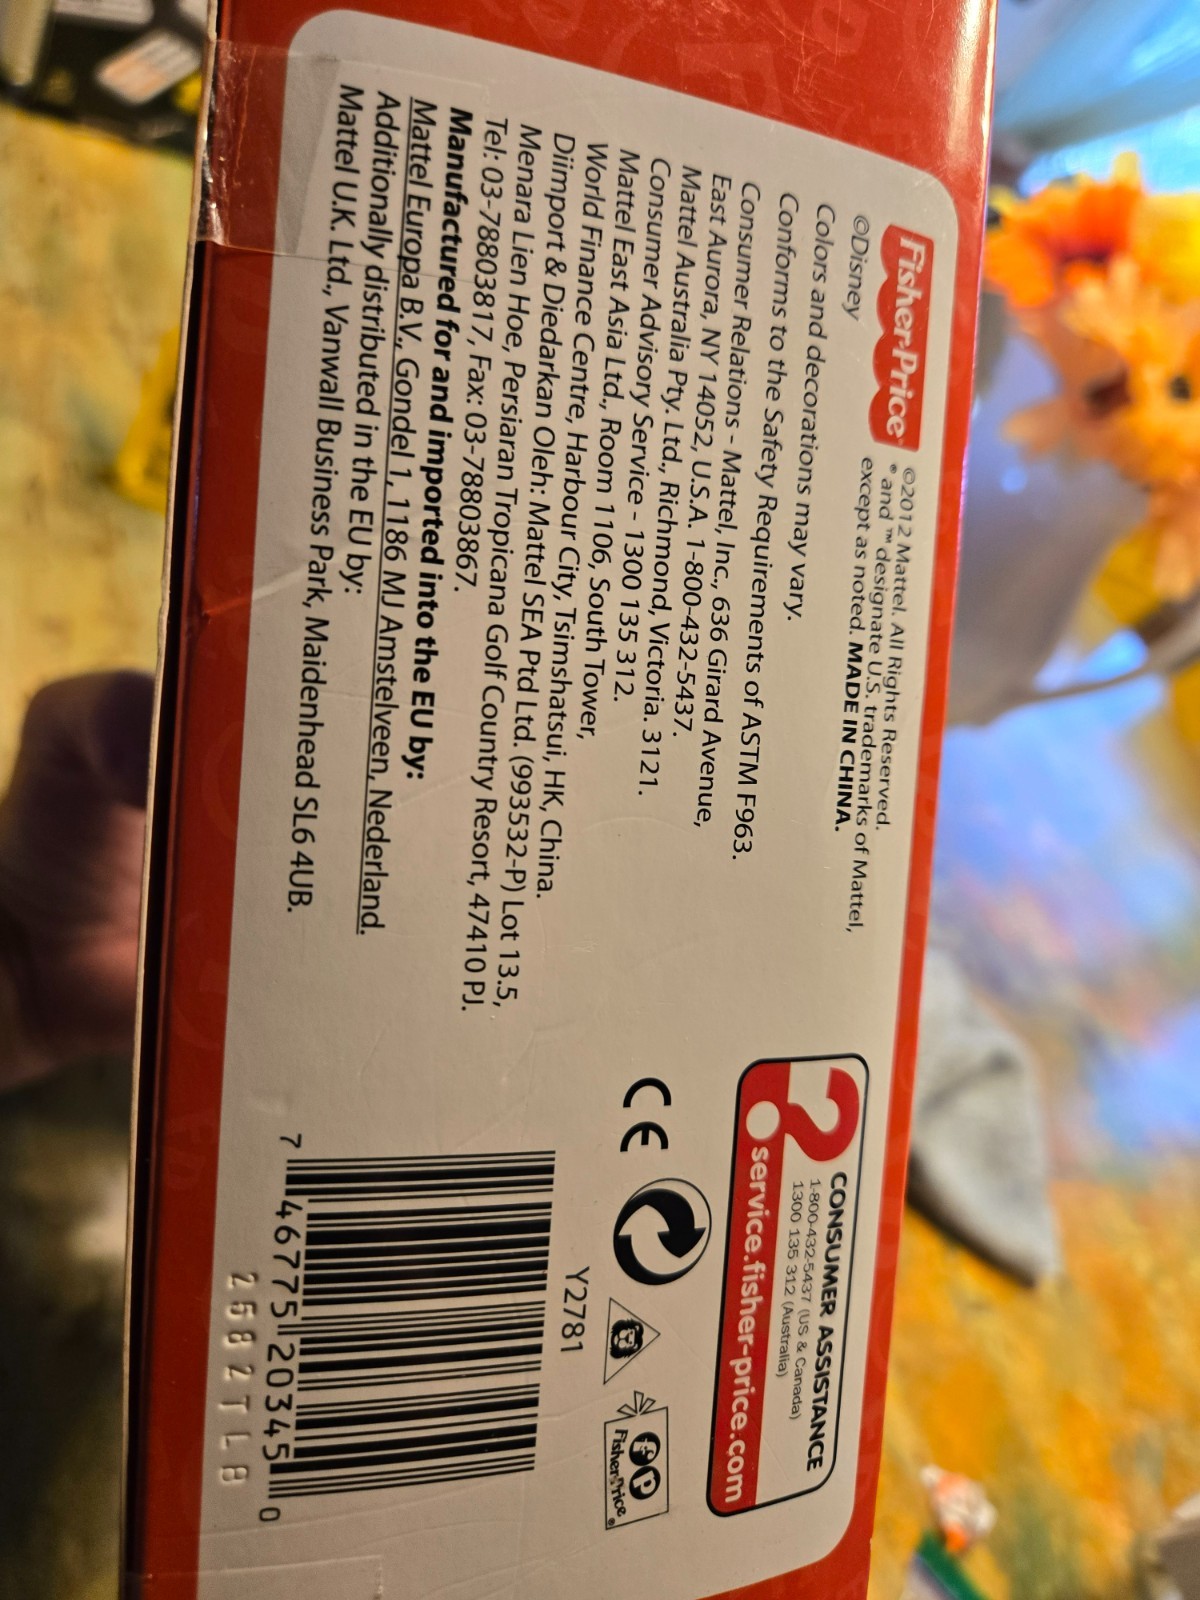 Fisher-Price
©2012 Mattel. All Rights Reserved.
® and ™ designate U.S. trademarks of Mattel,
except as noted. MADE IN CHINA.
©Disney
Colors and decorations may vary.
Conforms to the Safety Requirements of ASTM F963.
Consumer Relations - Mattel, Inc., 636 Girard Avenue,
East Aurora, NY 14052, U.S.A. 1-800-432-5437.
Mattel Australia Pty. Ltd., Richmond, Victoria. 3121.
Consumer Advisory Service - 1300 135 312.
Mattel East Asia Ltd., Room 1106, South Tower,
World Finance Centre, Harbour City, Tsimshatsui, HK, China.
Diimport & Diedarkan Oleh: Mattel SEA Ptd Ltd. (993532-P) Lot 13.5,
Menara Lien Hoe, Persiaran Tropicana Golf Country Resort, 47410 PJ.
Tel: 03-78803817, Fax: 03-78803867.
Manufactured for and imported into the EU by:
Mattel Europa B.V., Gondel 1, 1186 MJ Amstelveen, Nederland.
Additionally distributed in the EU by:
Mattel U.K. Ltd., Vanwall Business Park, Maidenhead SL6 4UB.
? CONSUMER ASSISTANCE
1-800-432-5437 (US & Canada)
1300 135 312 (Australia)
service.fisher-price.com
CE
fp
Fisher-Price®
Y2781
7 46775 20345 0
2682TLB